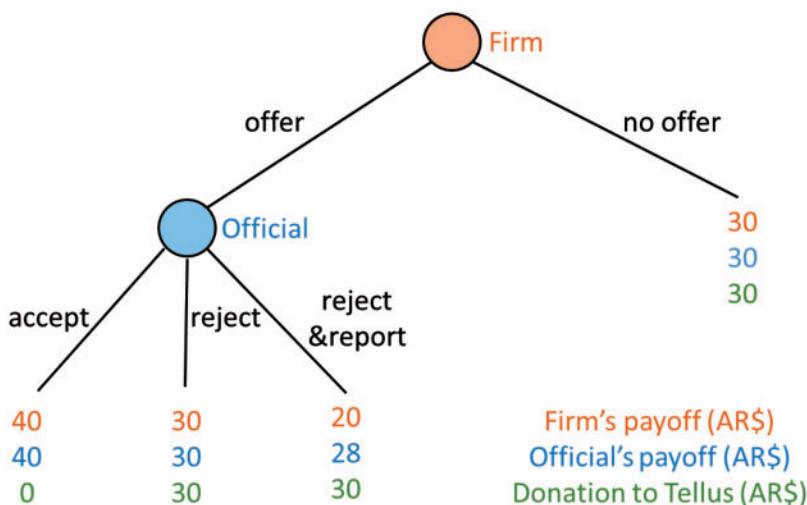 Firm
offer
no offer
Official
30
30
30
accept
reject
reject
&report
40 30 20 Firm's payoff (AR$)
40 30 28 Official's payoff (AR$)
0 30 30 Donation to Tellus (AR$)